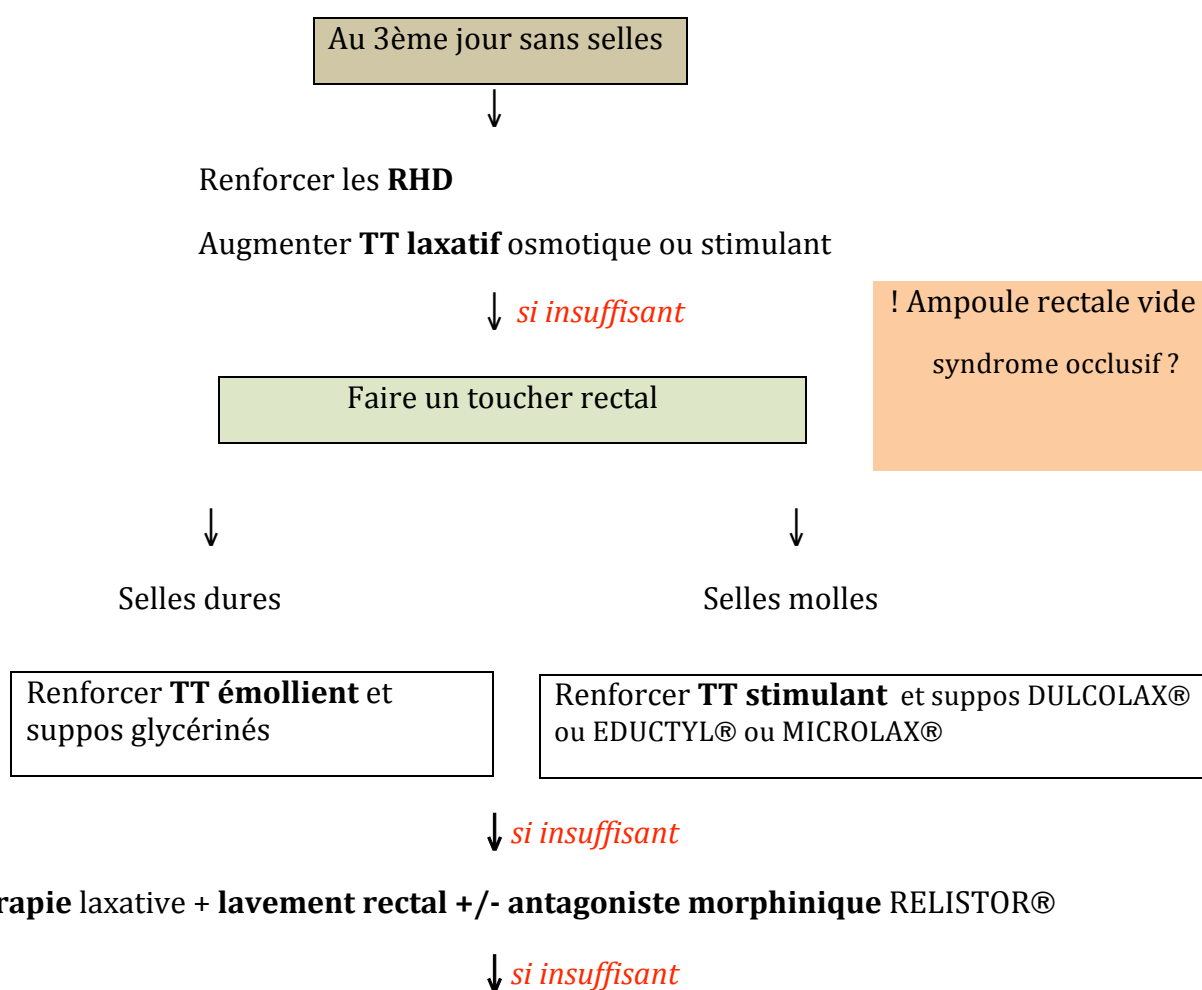 Au 3ème jour sans selles
↓
Renforcer les RHD
Augmenter TT laxatif osmotique ou stimulant
↓ si insuffisant
! Ampoule rectale vide
syndrome occlusif ?
Faire un toucher rectal
↓ ↓
Selles dures
Selles molles
Renforcer TT émollient et
suppos glycérinés
Renforcer TT stimulant et suppos DULCOLAX®
ou EDUCTYL® ou MICROLAX®
↓ si insuffisant
rapie laxative + lavement rectal +/- antagoniste morphinique RELISTOR®
↓ si insuffisant